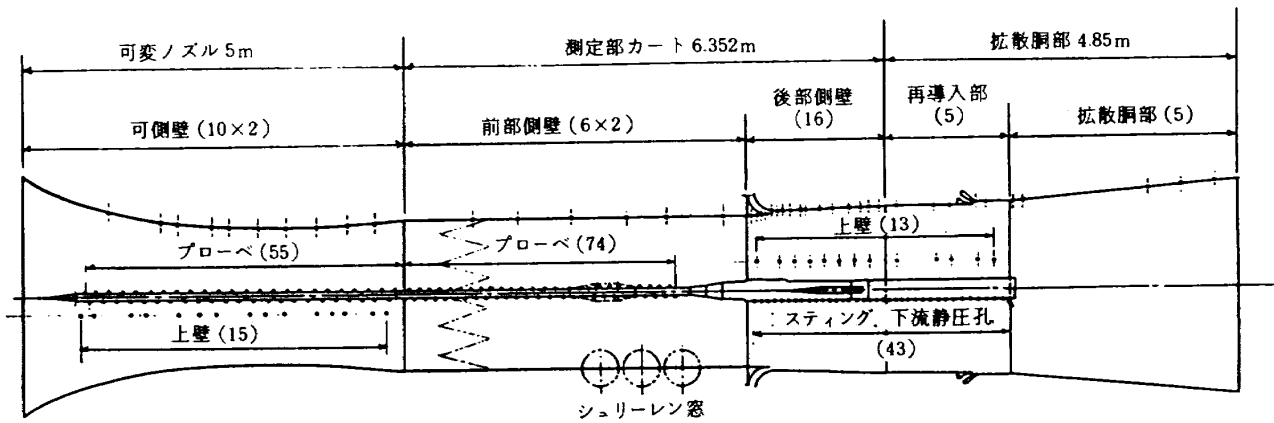 可変ノズル 5m
測定部カート 6.352m
拡散胴部 4.85m
可側壁 (10×2)
前部側壁 (6×2)
後部側壁
(16)
再導入部
(5)
拡散胴部 (5)
プローベ (55)
プローベ (74)
上壁 (13)
上壁 (15)
スティング、下流静圧孔
(43)
シュリーレン窓